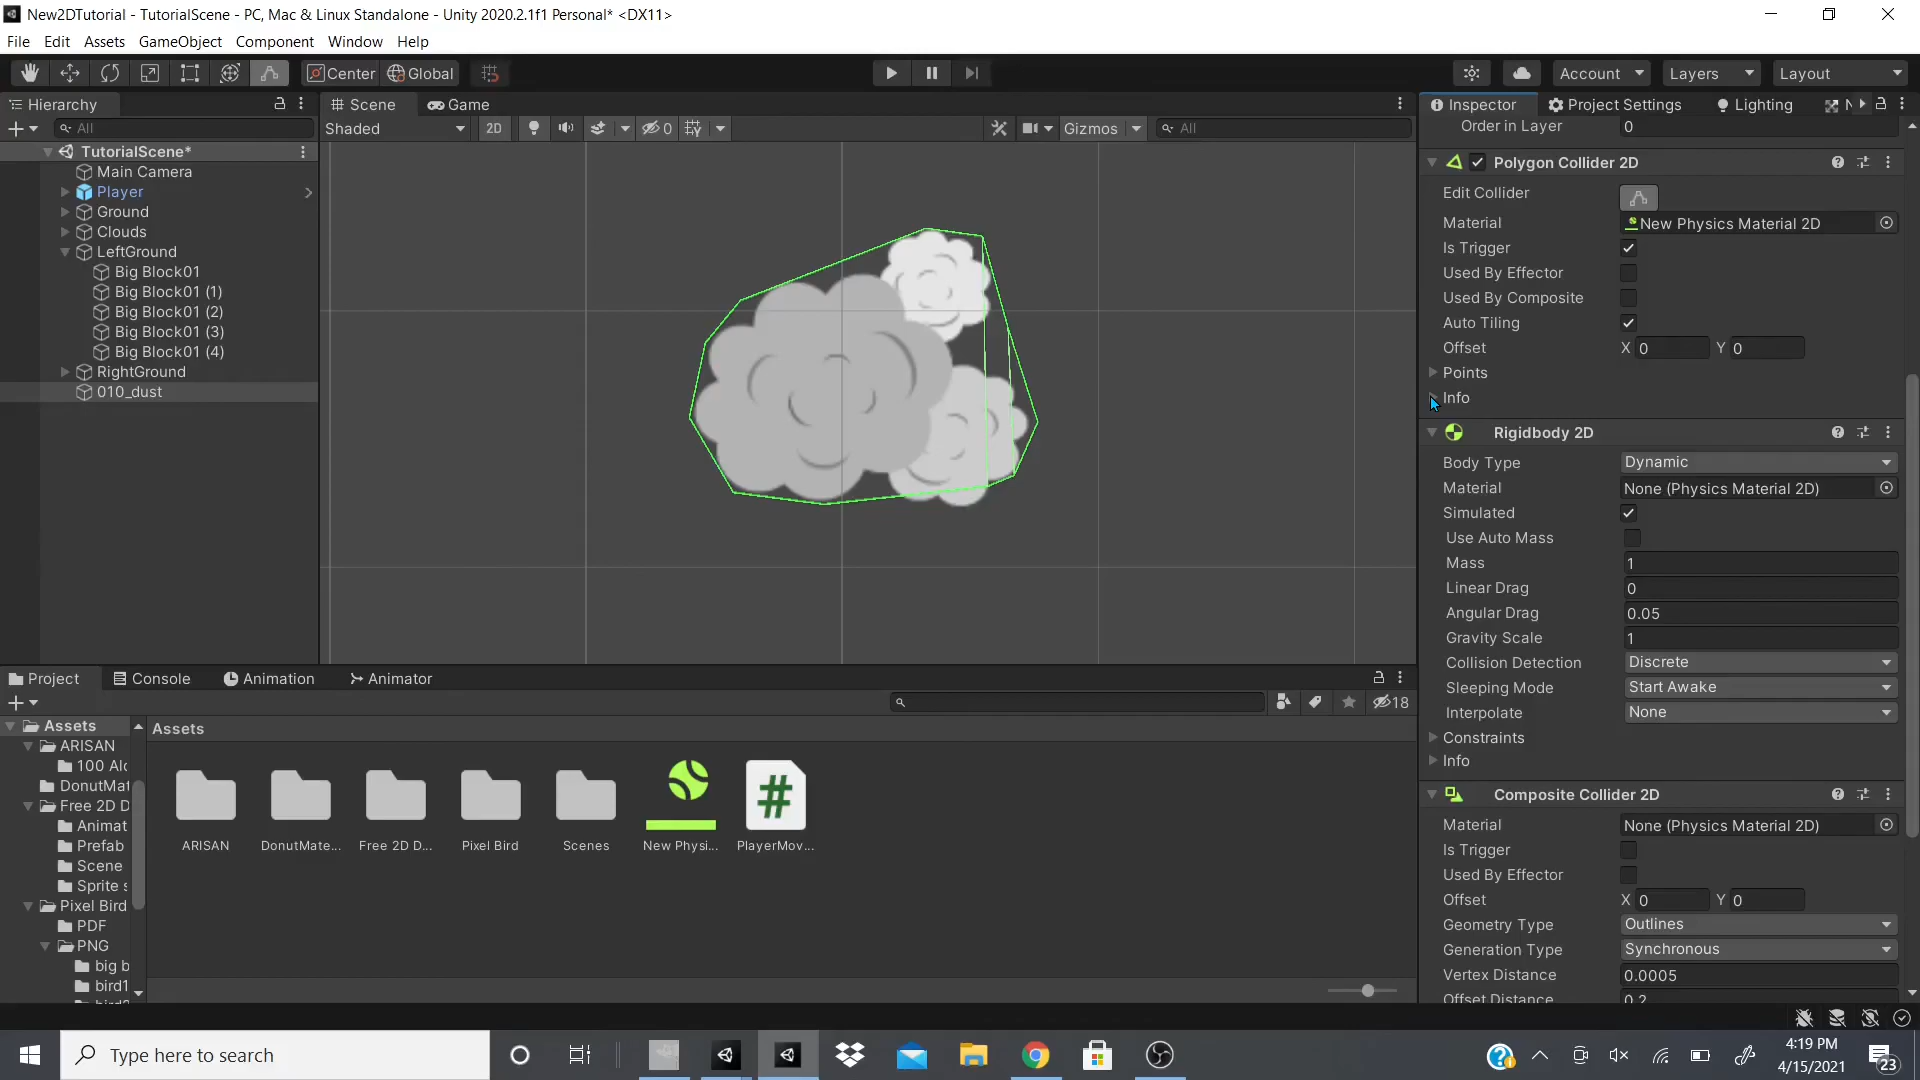 New2DTutorial - TutorialScene - PC, Mac & Linux Standalone - Unity 2020.2.1f1 Personal* <DX11>
File Edit Assets GameObject Component Window Help
Center Global
Account Layers Layout
Hierarchy
All
TutorialScene*
Main Camera
Player
Ground
Clouds
LeftGround
Big Block01
Big Block01 (1)
Big Block01 (2)
Big Block01 (3)
Big Block01 (4)
RightGround
010_dust
Scene Game
Shaded 2D 0 Gizmos All
Inspector Project Settings Lighting
Order in Layer 0
Polygon Collider 2D
Edit Collider
Material New Physics Material 2D
Is Trigger
Used By Effector
Used By Composite
Auto Tiling
Offset X 0 Y 0
Points
Info
Rigidbody 2D
Body Type Dynamic
Material None (Physics Material 2D)
Simulated
Use Auto Mass
Mass 1
Linear Drag 0
Angular Drag 0.05
Gravity Scale 1
Collision Detection Discrete
Sleeping Mode Start Awake
Interpolate None
Constraints
Info
Composite Collider 2D
Material None (Physics Material 2D)
Is Trigger
Used By Effector
Offset X 0 Y 0
Geometry Type Outlines
Generation Type Synchronous
Vertex Distance 0.0005
Offset Distance 0.2
Project Console Animation Animator
18
Assets
ARISAN
100 Alc
DonutMat
Free 2D D
Animat
Prefab
Scene
Sprite s
Pixel Bird
PDF
PNG
big b
bird1
Assets
ARISAN DonutMate... Free 2D D... Pixel Bird Scenes New Physi... PlayerMov...
Type here to search
4:19 PM
4/15/2021
23